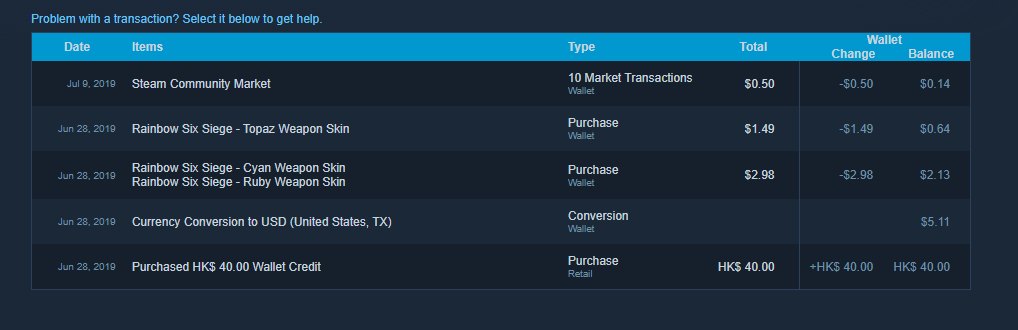 Problem with a transaction? Select it below to get help.
Date Items Type Total Wallet
Change Balance
Jul 9, 2019 Steam Community Market 10 Market Transactions $0.50 -$0.50 $0.14
Wallet
Jun 28, 2019 Rainbow Six Siege - Topaz Weapon Skin Purchase $1.49 -$1.49 $0.64
Wallet
Jun 28, 2019 Rainbow Six Siege - Cyan Weapon Skin Purchase $2.98 -$2.98 $2.13
Rainbow Six Siege - Ruby Weapon Skin Wallet
Jun 28, 2019 Currency Conversion to USD (United States, TX) Conversion $5.11
Wallet
Jun 28, 2019 Purchased HK$ 40.00 Wallet Credit Purchase HK$ 40.00 +HK$ 40.00 HK$ 40.00
Retail